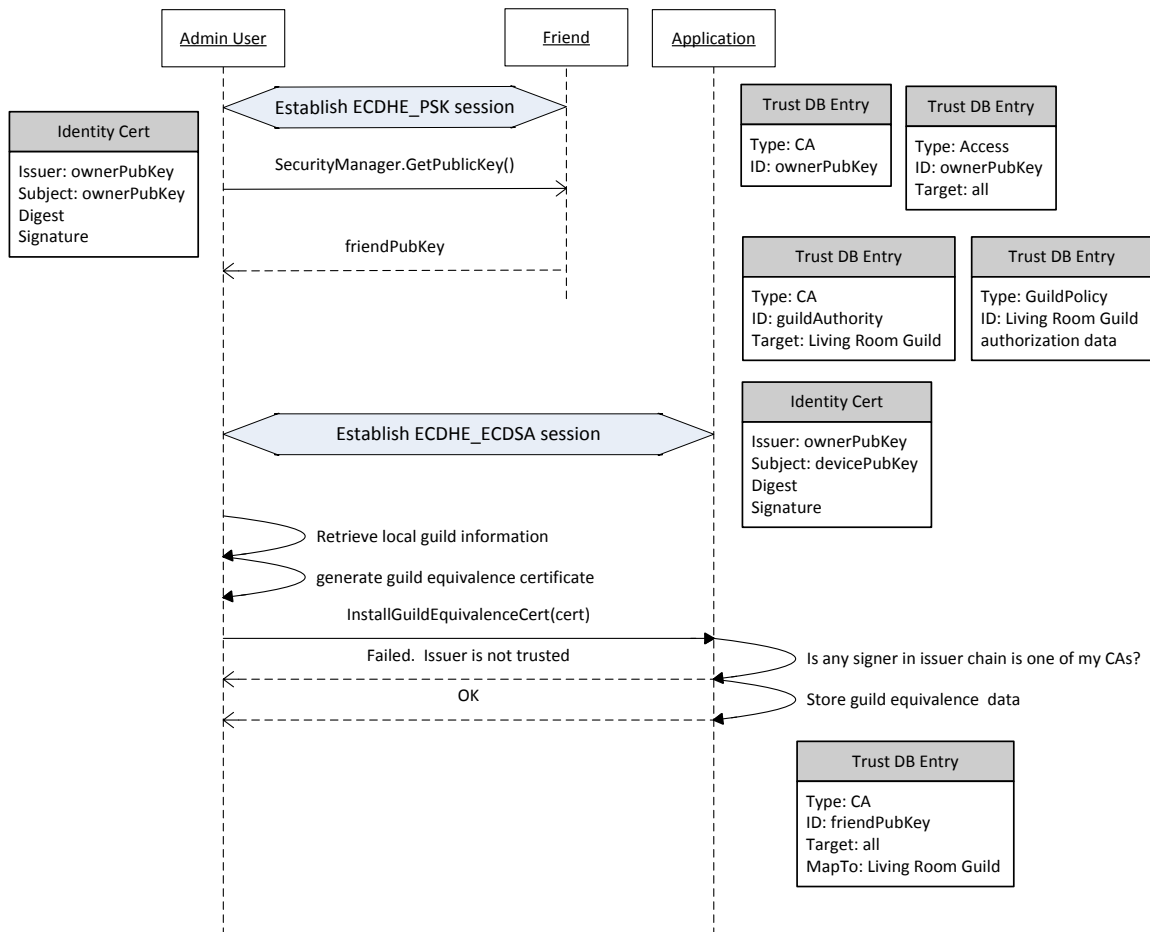 Admin User
Friend
Application
Establish ECDHE_PSK session
Identity Cert
Issuer: ownerPubKey
Subject: ownerPubKey
Digest
Signature
SecurityManager.GetPublicKey()
friendPubKey
Trust DB Entry
Type: CA
ID: ownerPubKey
Trust DB Entry
Type: Access
ID: ownerPubKey
Target: all
Trust DB Entry
Type: CA
ID: guildAuthority
Target: Living Room Guild
Trust DB Entry
Type: GuildPolicy
ID: Living Room Guild
authorization data
Establish ECDHE_ECDSA session
Identity Cert
Issuer: ownerPubKey
Subject: devicePubKey
Digest
Signature
Retrieve local guild information
generate guild equivalence certificate
InstallGuildEquivalenceCert(cert)
Failed. Issuer is not trusted
Is any signer in issuer chain is one of my CAs?
OK
Store guild equivalence data
Trust DB Entry
Type: CA
ID: friendPubKey
Target: all
MapTo: Living Room Guild